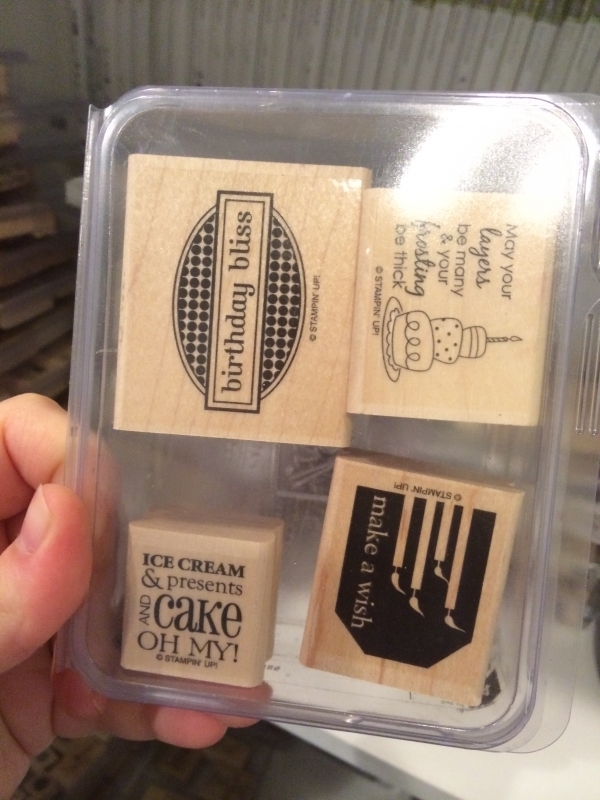 birthday bliss
© STAMPIN' UP!
May your
layers
be many
& your
frosting
be thick
© STAMPIN' UP!
ICE CREAM
& presents
AND cake
OH MY!
© STAMPIN' UP!
make a wish
© STAMPIN' UP!